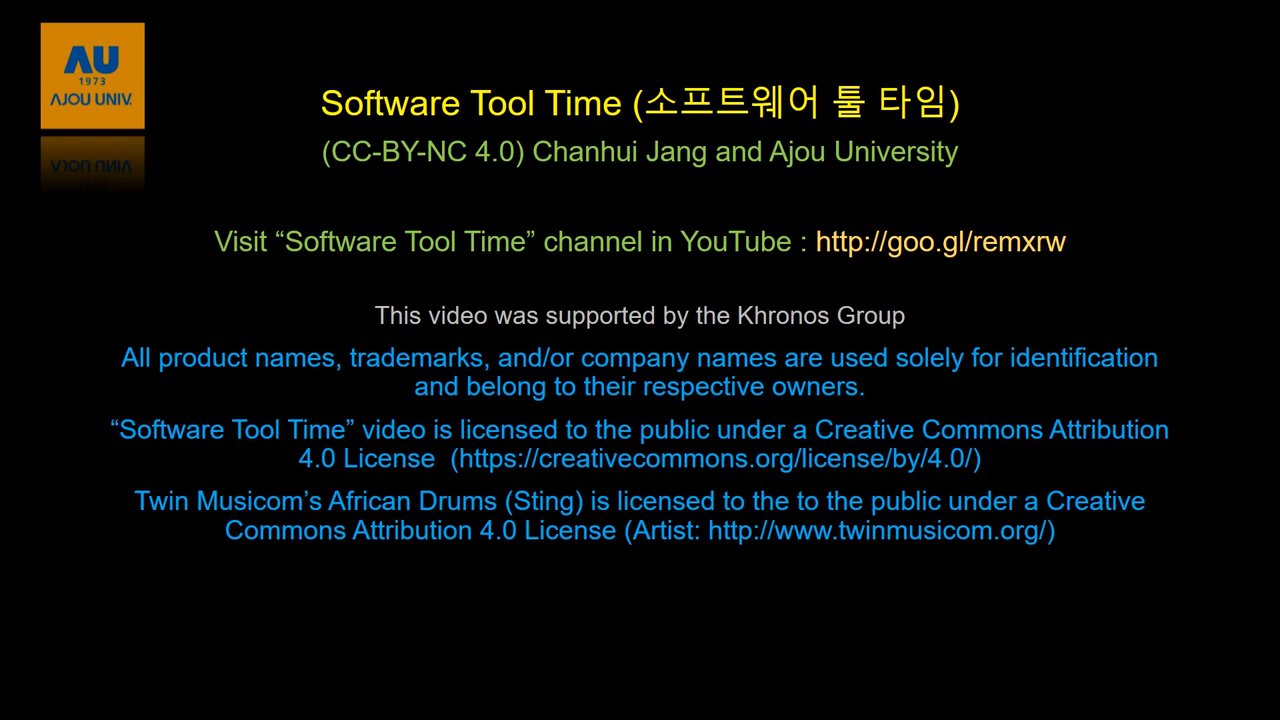 AU
1973
AJOU UNIV.
Software Tool Time (소프트웨어 툴 타임)
(CC-BY-NC 4.0) Chanhui Jang and Ajou University
Visit “Software Tool Time” channel in YouTube : http://goo.gl/remxrw
This video was supported by the Khronos Group
All product names, trademarks, and/or company names are used solely for identification
and belong to their respective owners.
“Software Tool Time” video is licensed to the public under a Creative Commons Attribution
4.0 License  (https://creativecommons.org/license/by/4.0/)
Twin Musicom’s African Drums (Sting) is licensed to the to the public under a Creative
Commons Attribution 4.0 License (Artist: http://www.twinmusicom.org/)